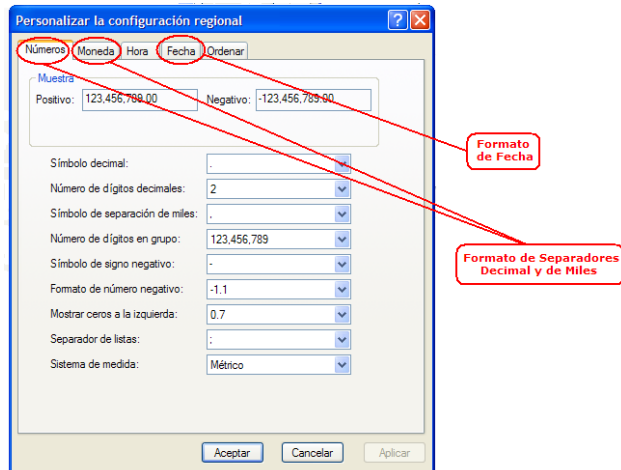 Personalizar la configuración regional
Números Moneda Hora Fecha Ordenar
Muestra
Positivo: 123,456,789.00 Negativo: -123,456,789.00
Símbolo decimal: .
Número de dígitos decimales: 2
Símbolo de separación de miles: ,
Número de dígitos en grupo: 123,456,789
Símbolo de signo negativo: -
Formato de número negativo: -1.1
Mostrar ceros a la izquierda: 0.7
Separador de listas: ;
Sistema de medida: Métrico
Aceptar Cancelar Aplicar
Formato
de Fecha
Formato de Separadores
Decimal y de Miles